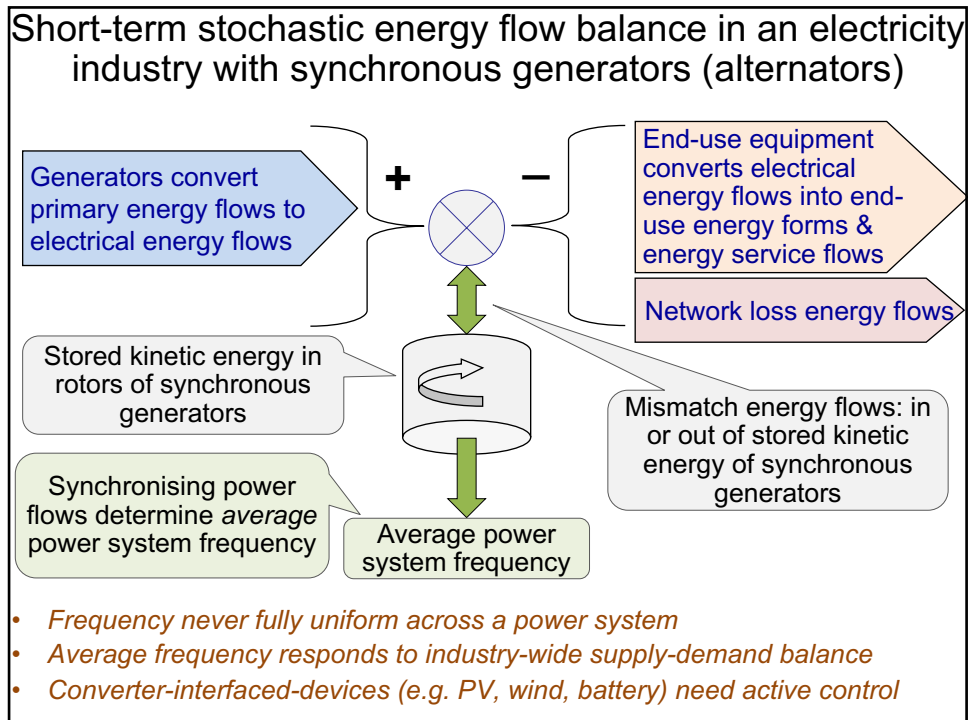 Short-term stochastic energy flow balance in an electricity
industry with synchronous generators (alternators)
Generators convert
primary energy flows to
electrical energy flows
+
−
End-use equipment
converts electrical
energy flows into end-
use energy forms &
energy service flows
Network loss energy flows
Stored kinetic energy in
rotors of synchronous
generators
Mismatch energy flows: in
or out of stored kinetic
energy of synchronous
generators
Synchronising power
flows determine average
power system frequency
Average power
system frequency
• Frequency never fully uniform across a power system
• Average frequency responds to industry-wide supply-demand balance
• Converter-interfaced-devices (e.g. PV, wind, battery) need active control